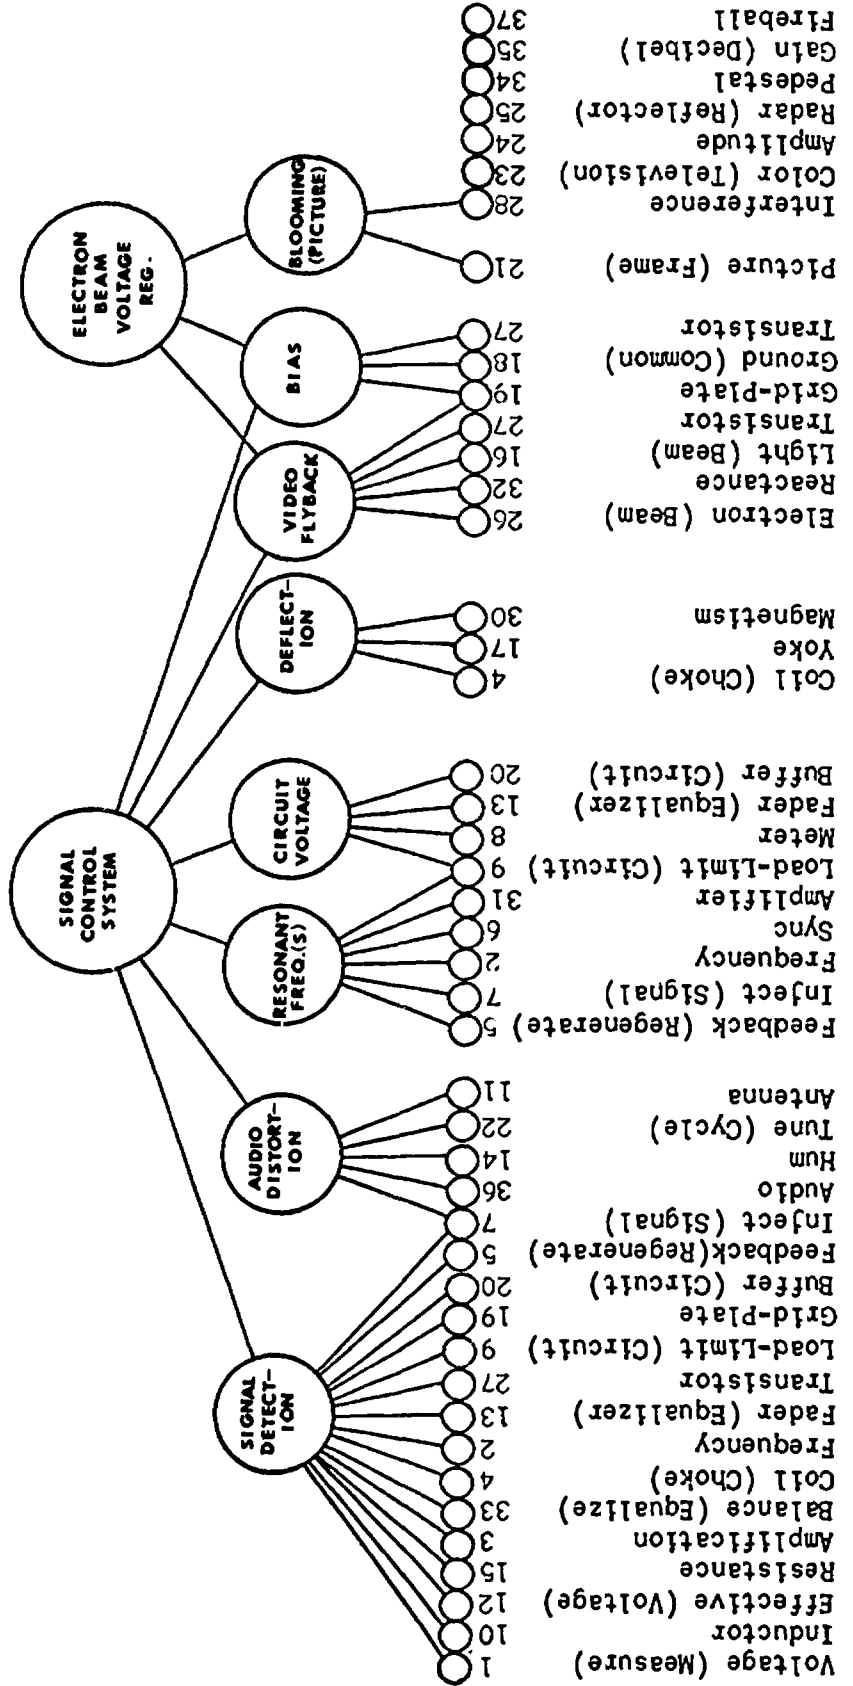 ELECTRON
BEAM
VOLTAGE
REG.
SIGNAL
CONTROL
SYSTEM
BLOOMING
(PICTURE)
BIAS
VIDEO
FLYBACK
DEFLECT-
ION
CIRCUIT
VOLTAGE
RESONANT
FREQ.(S)
AUDIO
DISTORT-
ION
SIGNAL
DETECT-
ION
Voltage (Measure) 1
Inductor 10
Effective (Voltage) 12
Resistance 15
Amplification 3
Balance (Equalize) 33
Coil (Choke) 4
Frequency 2
Fader (Equalizer) 13
Transistor 27
Load-Limit (Circuit) 9
Grid-Plate 19
Buffer (Circuit) 20
Feedback(Regenerate) 5
Inject (Signal) 7
Audio 36
Hum 14
Tune (Cycle) 22
Antenna 11
Feedback (Regenerate) 5
Inject (Signal) 7
Frequency 2
Sync 6
Amplifier 31
Load-Limit (Circuit) 9
Meter 8
Fader (Equalizer) 13
Buffer (Circuit) 20
Coil (Choke) 4
Yoke 17
Magnetism 30
Electron (Beam) 26
Reactance 32
Light (Beam) 16
Transistor 27
Grid-Plate 19
Ground (Common) 18
Transistor 27
Picture (Frame) 21
Interference 28
Color (Television) 23
Amplitude 24
Radar (Reflector) 25
Pedestal 34
Gain (Decibel) 35
Fireball 37